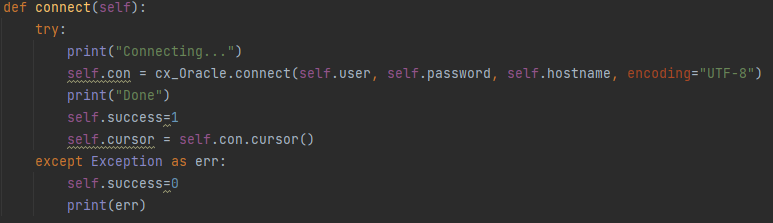 def connect(self):
    try:
        print("Connecting...")
        self.con = cx_Oracle.connect(self.user, self.password, self.hostname, encoding="UTF-8")
        print("Done")
        self.success=1
        self.cursor = self.con.cursor()
    except Exception as err:
        self.success=0
        print(err)